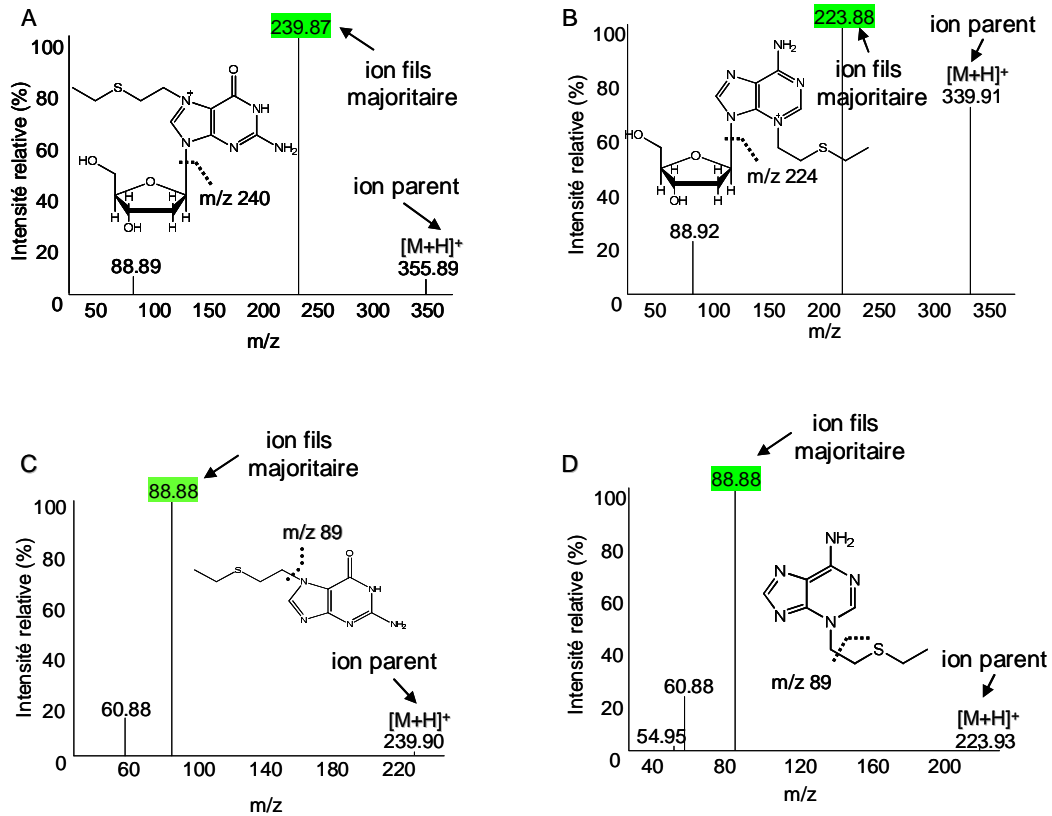 A
239.87
ion fils
majoritaire
Intensité relative (%)
100
80
60
40
20
0
S
N
+
O
NH
N
N
NH2
HO
O
H
H
H
H
OH
m/z 240
ion parent
[M+H]+
355.89
88.89
50 100 150 200 250 300 350
m/z
B
223.88
ion fils
majoritaire
ion parent
[M+H]+
339.91
Intensité relative (%)
100
80
60
40
20
0
NH2
N
N
N
N
+
S
HO
O
H
H
H
H
OH
m/z 224
88.92
50 100 150 200 250 300 350
m/z
C
ion fils
majoritaire
88.88
Intensité relative (%)
100
80
60
40
20
0
m/z 89
S
N
O
NH
N
N
NH2
ion parent
[M+H]+
239.90
60.88
60 100 140 180 220
m/z
D
ion fils
majoritaire
88.88
Intensité relative (%)
100
80
60
40
20
0
NH2
N
N
N
N
S
m/z 89
ion parent
[M+H]+
223.93
60.88
54.95
40 80 120 160 200
m/z